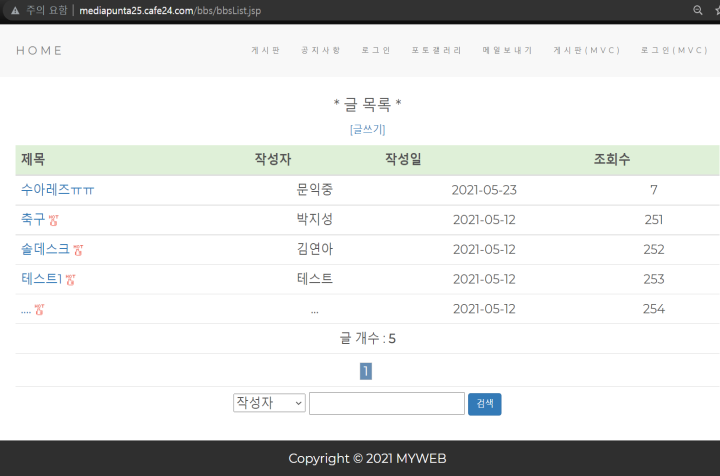 주의 요함 | mediapunta25.cafe24.com/bbs/bbsList.jsp
HOME 게시판 공지사항 로그인 포토갤러리 메일보내기 게시판(MVC) 로그인(MVC)
* 글 목록 *
[글쓰기]
제목 작성자 작성일 조회수
수아레즈ㅠㅠ 문익중 2021-05-23 7
축구 HOT 박지성 2021-05-12 251
솔데스크 HOT 김연아 2021-05-12 252
테스트1 HOT 테스트 2021-05-12 253
.... HOT ... 2021-05-12 254
글 개수 : 5
1
작성자 검색
Copyright © 2021 MYWEB